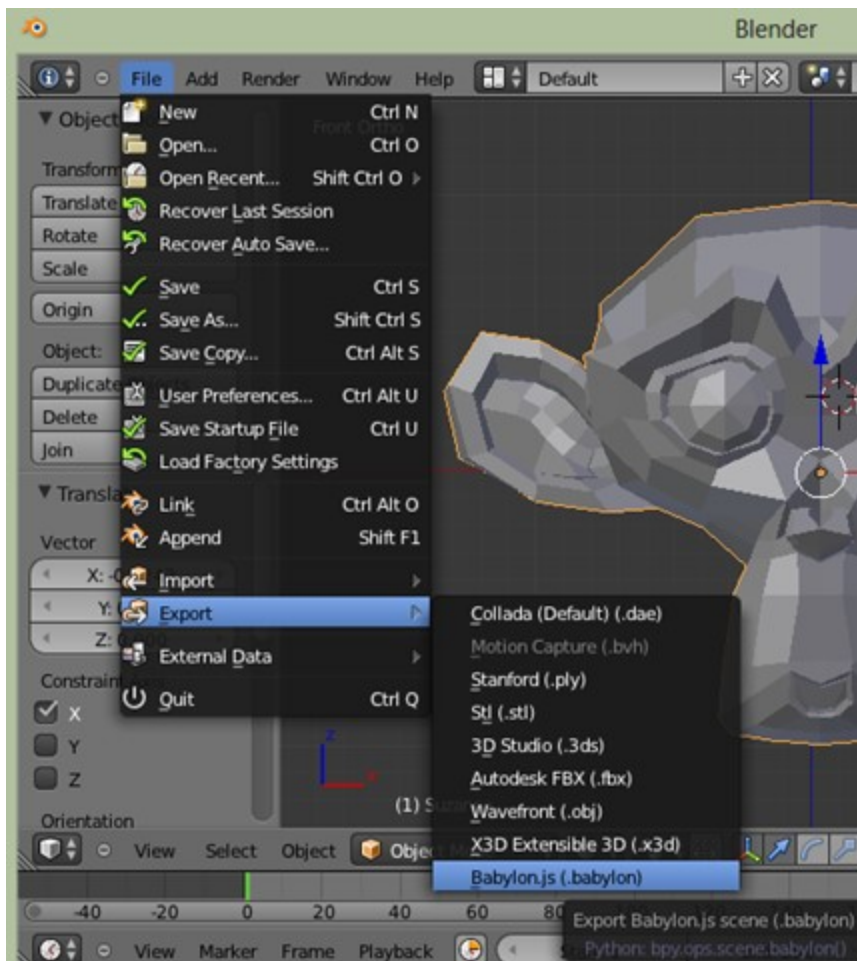 Blender
File Add Render Window Help Default
Object
Front Ortho
New Ctrl N
Open... Ctrl O
Transform
Open Recent... Shift Ctrl O
Translate
Recover Last Session
Rotate
Recover Auto Save...
Scale
Save Ctrl S
Origin
Save As... Shift Ctrl S
Object:
Save Copy... Ctrl Alt S
Duplicate
User Preferences... Ctrl Alt U
Delete
Save Startup File Ctrl U
Join
Load Factory Settings
Link Ctrl Alt O
Vector
Append Shift F1
X:
Import
Y:
Export
Z:
External Data
Constraint
Quit Ctrl Q
X
Y
Z
Orientation
Collada (Default) (.dae)
Motion Capture (.bvh)
Stanford (.ply)
Stl (.stl)
3D Studio (.3ds)
Autodesk FBX (.fbx)
Wavefront (.obj)
X3D Extensible 3D (.x3d)
Babylon.js (.babylon)
z
x
(1)
View Select Object
-40 -20 0 20 40 60
Export Babylon.js scene (.babylon)
Python: bpy.ops.scene.babylon()
View Marker Frame Playback